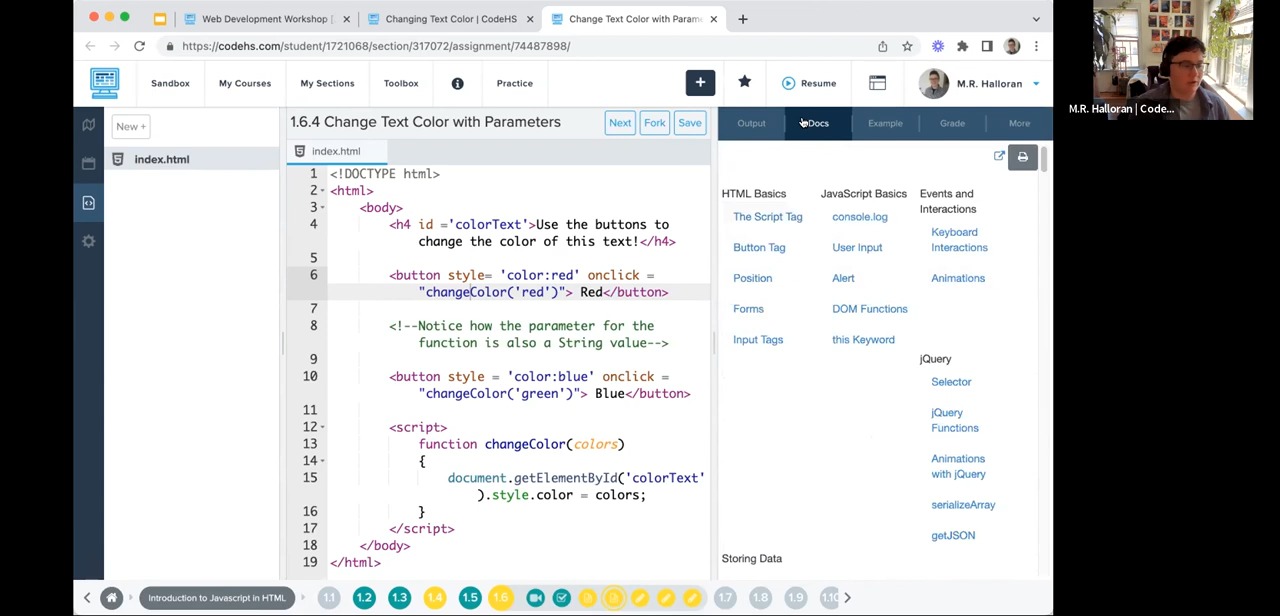 Web Development Workshop |
Changing Text Color | CodeHS
Change Text Color with Parame
https://codehs.com/student/1721068/section/317072/assignment/74487898/
Sandbox
My Courses
My Sections
Toolbox
Practice
Resume
M.R. Halloran
M.R. Halloran | Code...
New +
index.html
1.6.4 Change Text Color with Parameters
Next
Fork
Save
index.html
1 <!DOCTYPE html>
2 <html>
3 <body>
4 <h4 id ='colorText'>Use the buttons to
change the color of this text!</h4>
5
6 <button style= 'color:red' onclick =
"changeColor('red')"> Red</button>
7
8 <!--Notice how the parameter for the
function is also a String value-->
9
10 <button style = 'color:blue' onclick =
"changeColor('green')"> Blue</button>
11
12 <script>
13 function changeColor(colors)
14 {
15 document.getElementById('colorText'
).style.color = colors;
16 }
17 </script>
18 </body>
19 </html>
Output
Docs
Example
Grade
More
HTML Basics
The Script Tag
Button Tag
Position
Forms
Input Tags
JavaScript Basics
console.log
User Input
Alert
DOM Functions
this Keyword
Events and
Interactions
Keyboard
Interactions
Animations
jQuery
Selector
jQuery
Functions
Animations
with jQuery
serializeArray
getJSON
Storing Data
Introduction to Javascript in HTML
1.1
1.2
1.3
1.4
1.5
1.6
1.7
1.8
1.9
1.10